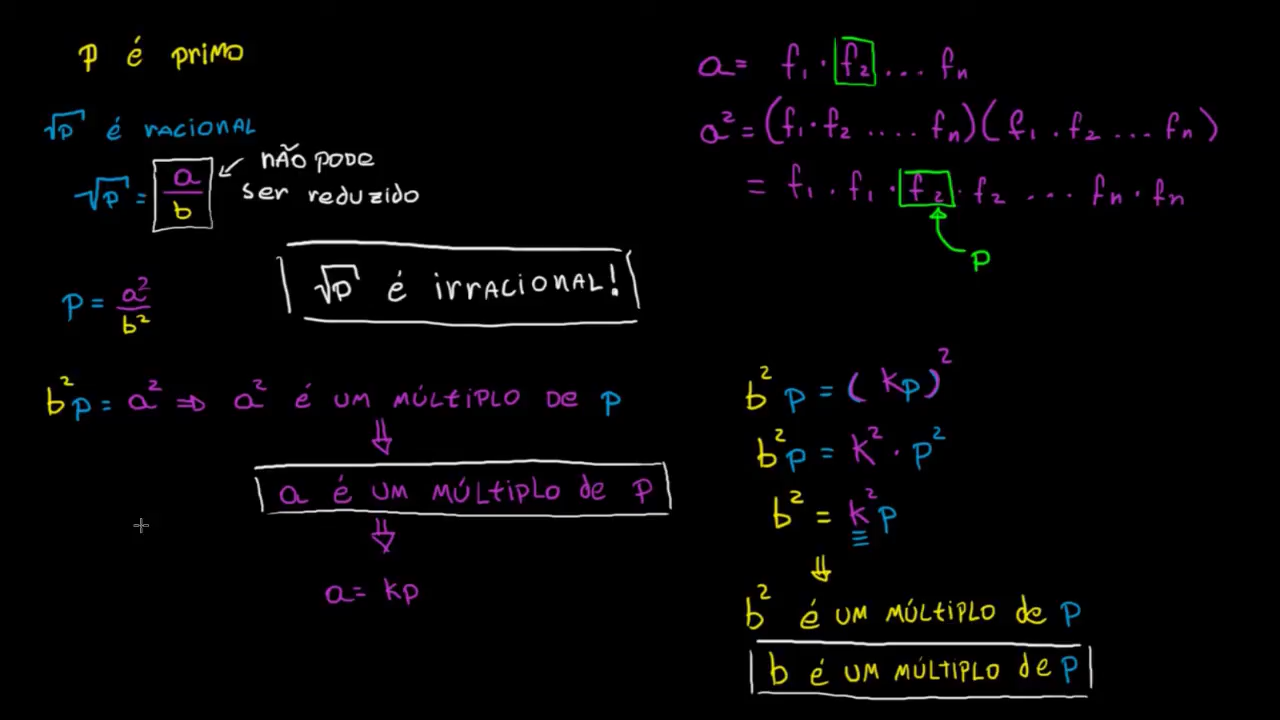 p é primo
√p é racional
√p = a/b ← não pode ser reduzido
√p é irracional!
p = a²/b²
b²p = a² ⇒ a² é um múltiplo de p
⇓
a é um múltiplo de p
⇓
a = kp
a = f₁ · f₂ ... fₙ
a² = (f₁ · f₂ .... fₙ)(f₁ · f₂ ... fₙ)
= f₁ · f₁ · f₂ · f₂ ... fₙ · fₙ
p
b²p = (kp)²
b²p = k² · p²
b² = k²p
⇓
b² é um múltiplo de p
b é um múltiplo de p